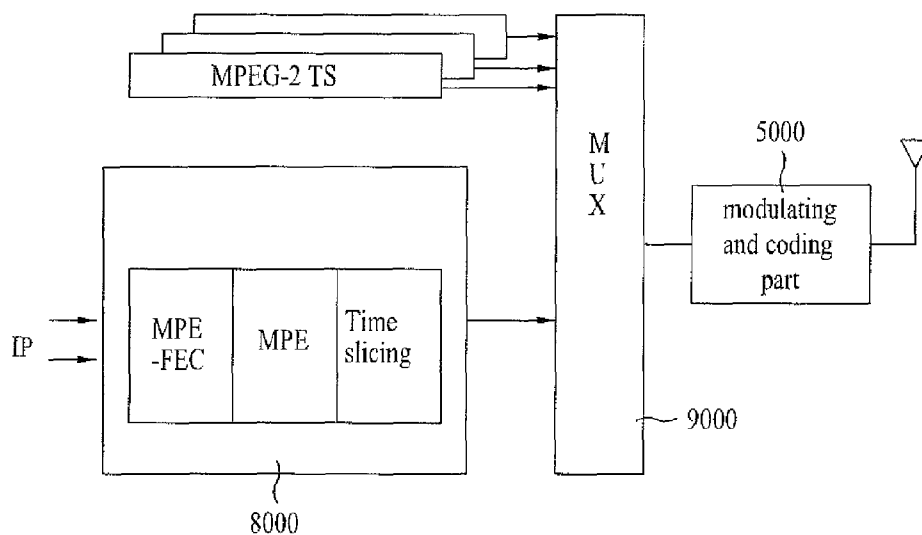 MPEG-2 TS
M
U
X
5000
modulating
and coding
part
IP
MPE
-FEC
MPE
Time
slicing
9000
8000